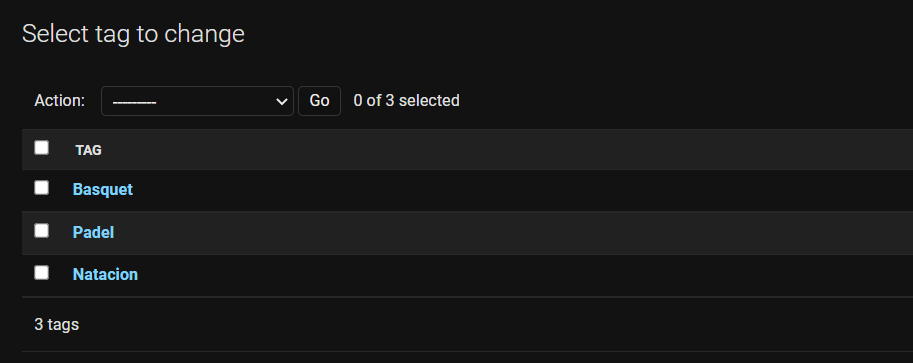 Select tag to change
Action: --------- Go 0 of 3 selected
TAG
Basquet
Padel
Natacion
3 tags